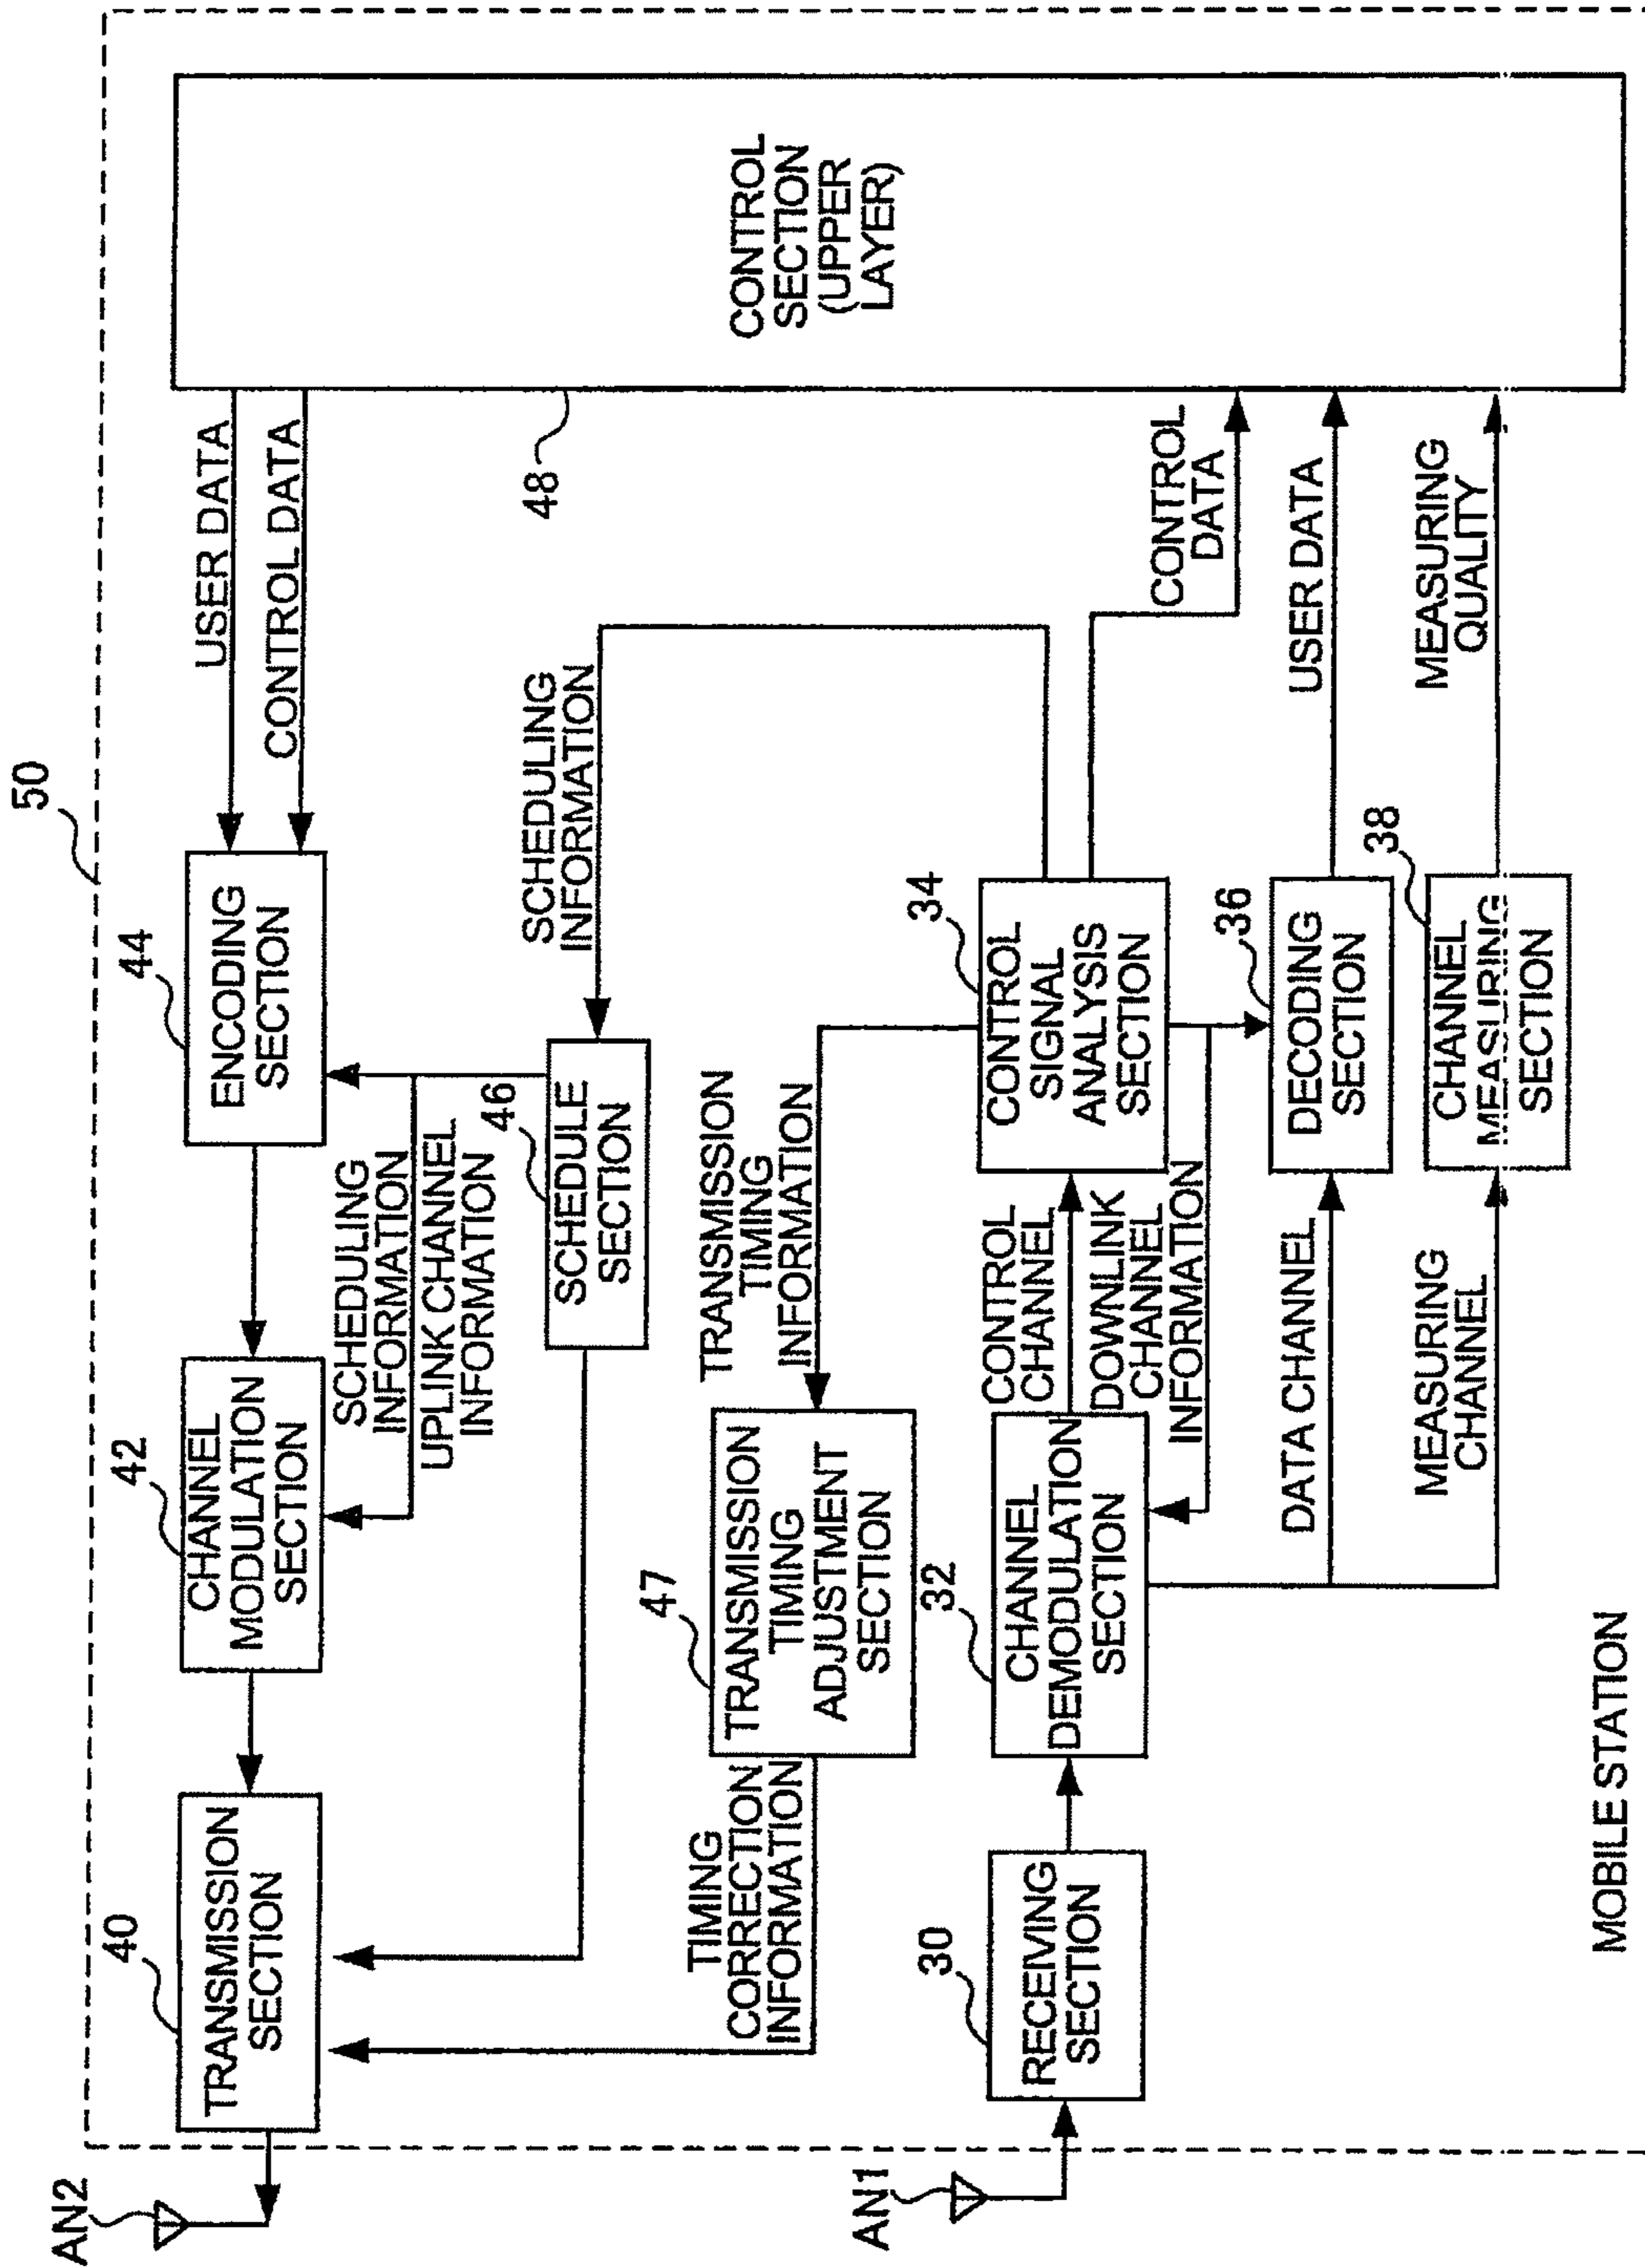 50
AN2
40
TRANSMISSION
SECTION
42
CHANNEL
MODULATION
SECTION
44
ENCODING
SECTION
USER DATA
CONTROL DATA
SCHEDULING
INFORMATION
UPLINK CHANNEL
INFORMATION
46
SCHEDULE
SECTION
SCHEDULING
INFORMATION
48
CONTROL
SECTION
(UPPER
LAYER)
TIMING
CORRECTION
INFORMATION
47
TRANSMISSION
TIMING
ADJUSTMENT
SECTION
TRANSMISSION
TIMING
INFORMATION
AN1
30
RECEIVING
SECTION
32
CHANNEL
DEMODULATION
SECTION
CONTROL
CHANNEL
DOWNLINK
CHANNEL
INFORMATION
34
CONTROL
SIGNAL
ANALYSIS
SECTION
CONTROL
DATA
DATA CHANNEL
36
DECODING
SECTION
USER DATA
MEASURING
CHANNEL
38
CHANNEL
MEASURING
SECTION
MEASURING
QUALITY
MOBILE STATION